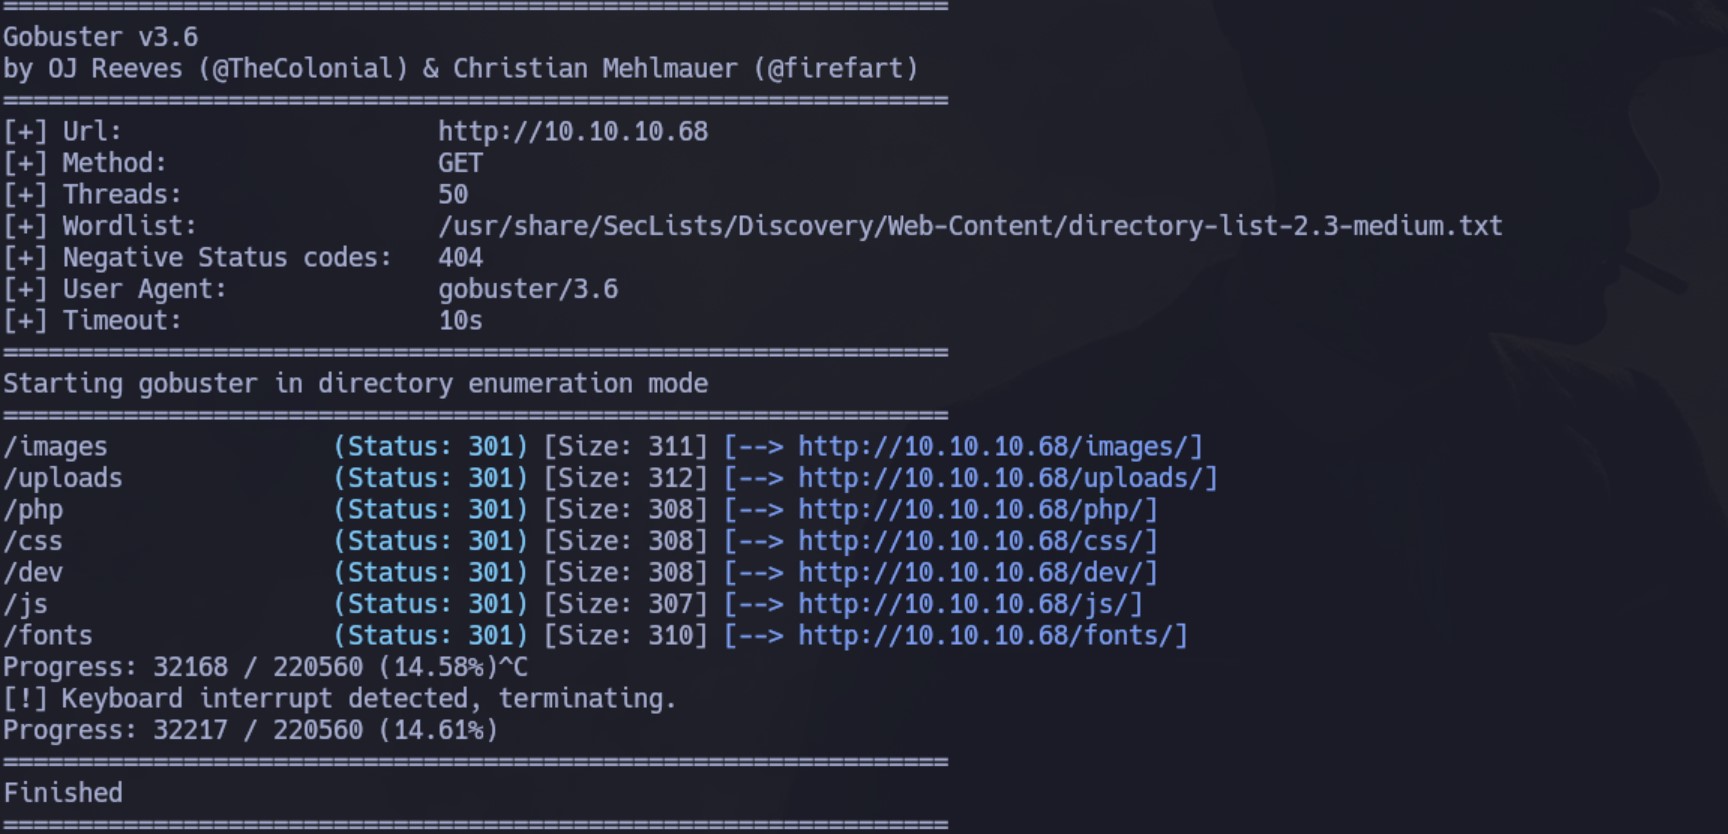 ===============================================================
Gobuster v3.6
by OJ Reeves (@TheColonial) & Christian Mehlmauer (@firefart)
===============================================================
[+] Url:                     http://10.10.10.68
[+] Method:                  GET
[+] Threads:                 50
[+] Wordlist:                /usr/share/SecLists/Discovery/Web-Content/directory-list-2.3-medium.txt
[+] Negative Status codes:   404
[+] User Agent:              gobuster/3.6
[+] Timeout:                 10s
===============================================================
Starting gobuster in directory enumeration mode
===============================================================
/images               (Status: 301) [Size: 311] [--> http://10.10.10.68/images/]
/uploads              (Status: 301) [Size: 312] [--> http://10.10.10.68/uploads/]
/php                  (Status: 301) [Size: 308] [--> http://10.10.10.68/php/]
/css                  (Status: 301) [Size: 308] [--> http://10.10.10.68/css/]
/dev                  (Status: 301) [Size: 308] [--> http://10.10.10.68/dev/]
/js                   (Status: 301) [Size: 307] [--> http://10.10.10.68/js/]
/fonts                (Status: 301) [Size: 310] [--> http://10.10.10.68/fonts/]
Progress: 32168 / 220560 (14.58%)^C
[!] Keyboard interrupt detected, terminating.
Progress: 32217 / 220560 (14.61%)
===============================================================
Finished
===============================================================